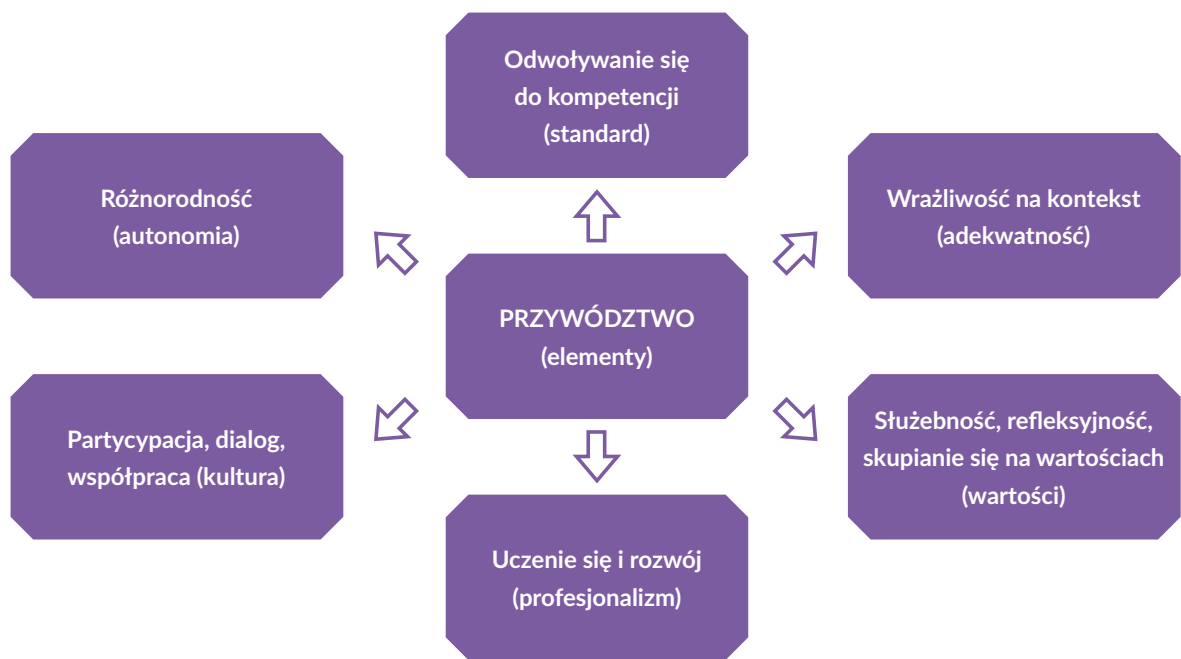 Odwoływanie się
do kompetencji
(standard)
Różnorodność
(autonomia)
Wrażliwość na kontekst
(adekwatność)
PRZYWÓDZTWO
(elementy)
Partycypacja, dialog,
współpraca (kultura)
Służebność, refleksyjność,
skupianie się na wartościach
(wartości)
Uczenie się i rozwój
(profesjonalizm)